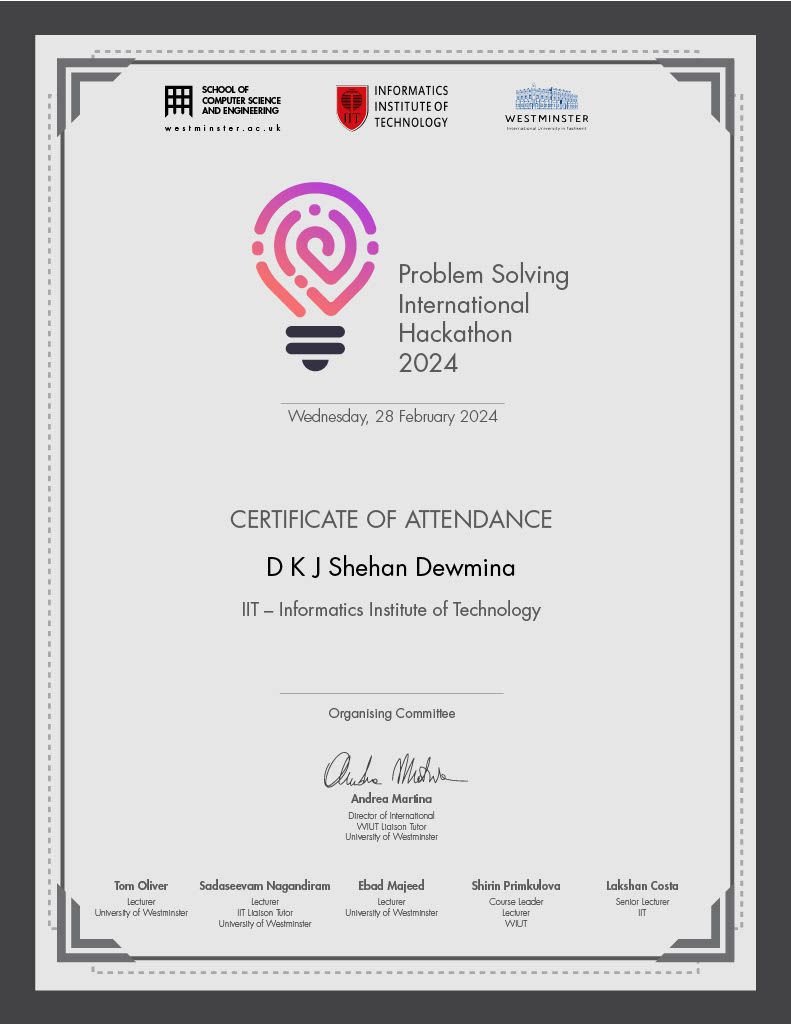 SCHOOL OF
COMPUTER SCIENCE
AND ENGINEERING
westminster.ac.uk
IIT
INFORMATICS
INSTITUTE OF
TECHNOLOGY
WESTMINSTER
International University in Tashkent
Problem Solving
International
Hackathon
2024
Wednesday, 28 February 2024
CERTIFICATE OF ATTENDANCE
D K J Shehan Dewmina
IIT – Informatics Institute of Technology
Organising Committee
Andrea Martina
Director of International
WIUT Liaison Tutor
University of Westminster
Tom Oliver
Lecturer
University of Westminster
Sadaseevam Nagandiram
Lecturer
IIT Liaison Tutor
University of Westminster
Ebad Majeed
Lecturer
University of Westminster
Shirin Primkulova
Course Leader
Lecturer
WIUT
Lakshan Costa
Senior Lecturer
IIT